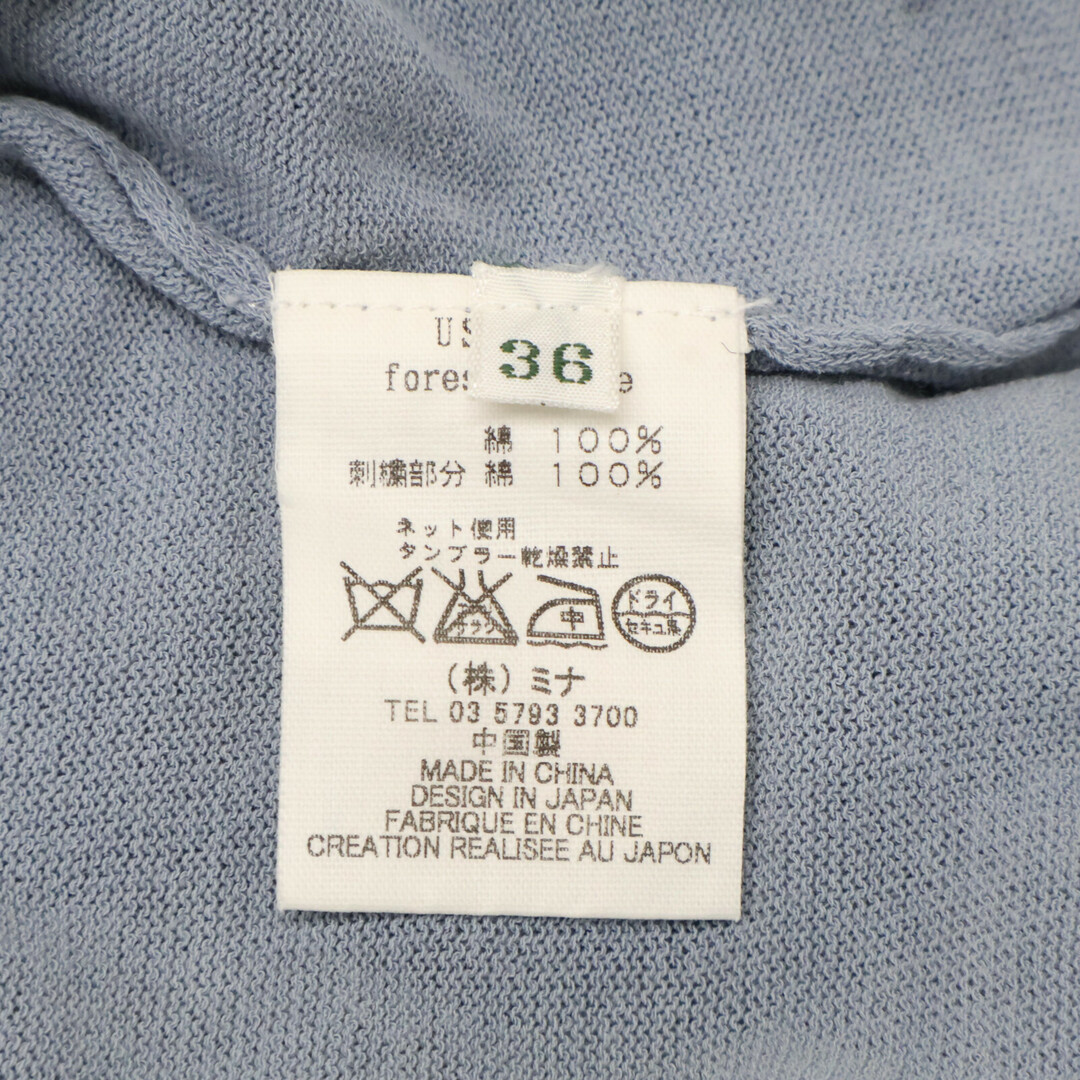 36
綿 100%
刺繍部分 綿 100%
ネット使用
タンブラー乾燥禁止
中
ドライ
セキユ系
(株)ミナ
TEL 03 5793 3700
中国製
MADE IN CHINA
DESIGN IN JAPAN
FABRIQUE EN CHINE
CREATION REALISEE AU JAPON